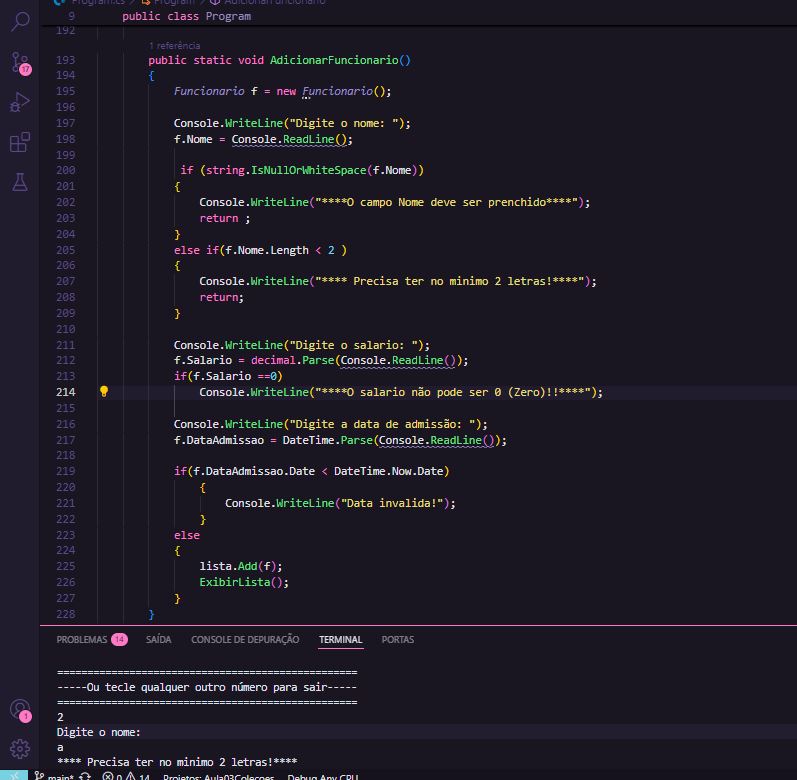 Program.cs > Program > AdicionarFuncionario
9 public class Program
192
1 referência
193 public static void AdicionarFuncionario()
194 {
195 Funcionario f = new Funcionario();
196
197 Console.WriteLine("Digite o nome: ");
198 f.Nome = Console.ReadLine();
199
200 if (string.IsNullOrWhiteSpace(f.Nome))
201 {
202 Console.WriteLine("****O campo Nome deve ser prenchido****");
203 return ;
204 }
205 else if(f.Nome.Length < 2 )
206 {
207 Console.WriteLine("**** Precisa ter no minimo 2 letras!****");
208 return;
209 }
210
211 Console.WriteLine("Digite o salario: ");
212 f.Salario = decimal.Parse(Console.ReadLine());
213 if(f.Salario ==0)
214 Console.WriteLine("****O salario não pode ser 0 (Zero)!!****");
215
216 Console.WriteLine("Digite a data de admissão: ");
217 f.DataAdmissao = DateTime.Parse(Console.ReadLine());
218
219 if(f.DataAdmissao.Date < DateTime.Now.Date)
220 {
221 Console.WriteLine("Data invalida!");
222 }
223 else
224 {
225 lista.Add(f);
226 ExibirLista();
227 }
228 }
17
PROBLEMAS 14 SAÍDA CONSOLE DE DEPURAÇÃO TERMINAL PORTAS
==================================================
-----Ou tecle qualquer outro número para sair-----
==================================================
2
Digite o nome:
a
**** Precisa ter no minimo 2 letras!****
1
main* 0 14 Projetos: Aula03Colecoes Debug Any CPU